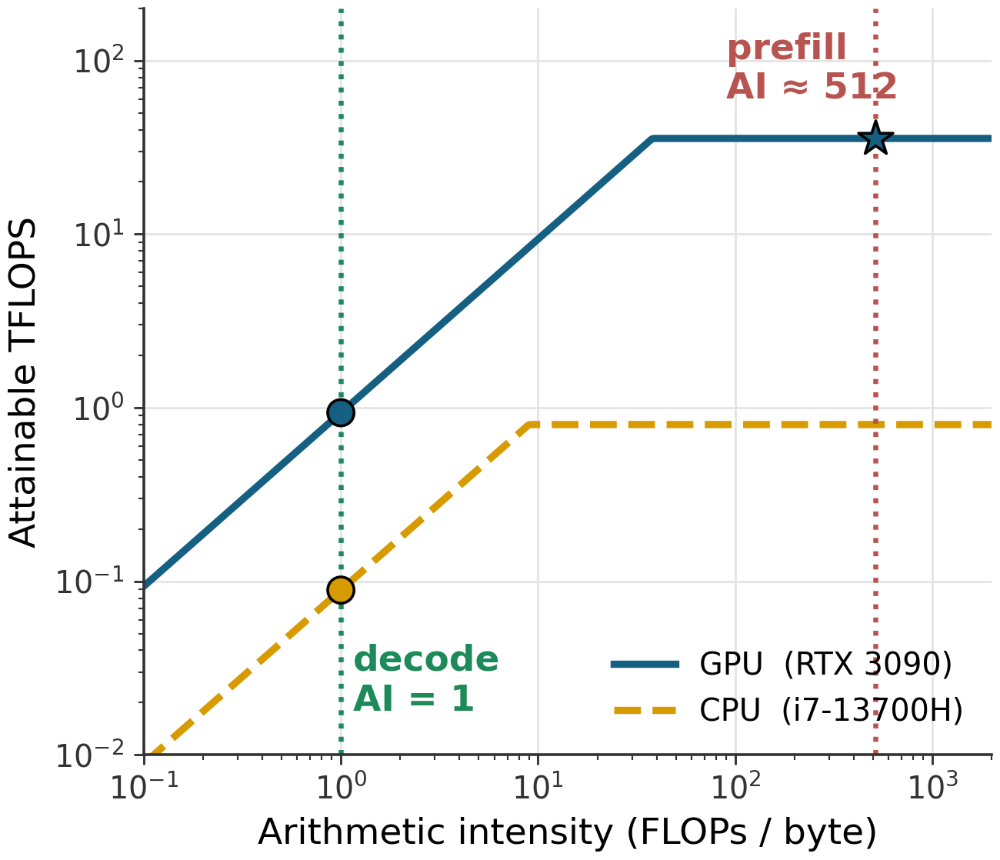 prefill
AI ≈ 512
10²
10¹
10⁰
10⁻¹
10⁻²
Attainable TFLOPS
decode
AI = 1
GPU (RTX 3090)
CPU (i7-13700H)
10⁻¹ 10⁰ 10¹ 10² 10³
Arithmetic intensity (FLOPs / byte)